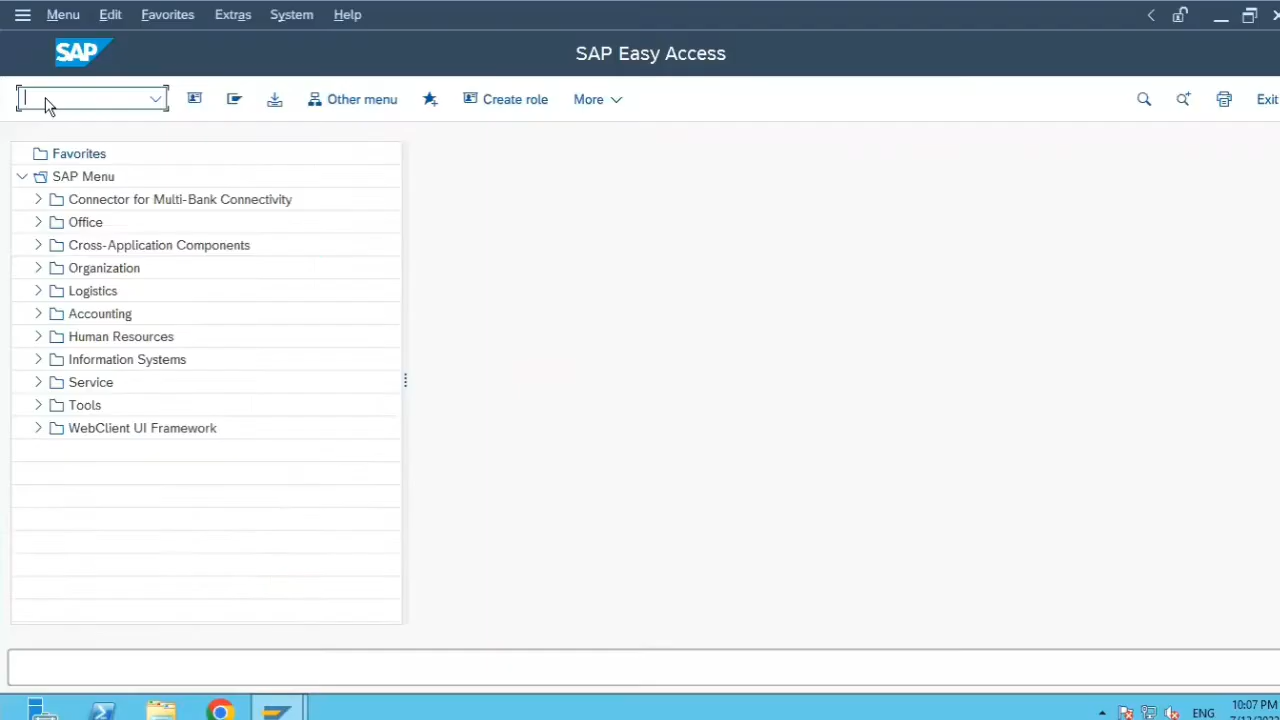 Menu Edit Favorites Extras System Help
SAP SAP Easy Access
Other menu Create role More Exit
Favorites
SAP Menu
Connector for Multi-Bank Connectivity
Office
Cross-Application Components
Organization
Logistics
Accounting
Human Resources
Information Systems
Service
Tools
WebClient UI Framework
10:07 PM
ENG